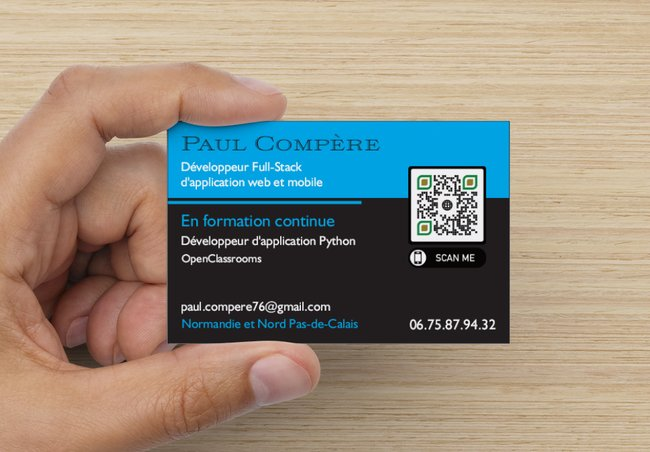 PAUL COMPÈRE
Développeur Full-Stack
d'application web et mobile
En formation continue
Développeur d'application Python
OpenClassrooms
SCAN ME
paul.compere76@gmail.com
Normandie et Nord Pas-de-Calais
06.75.87.94.32